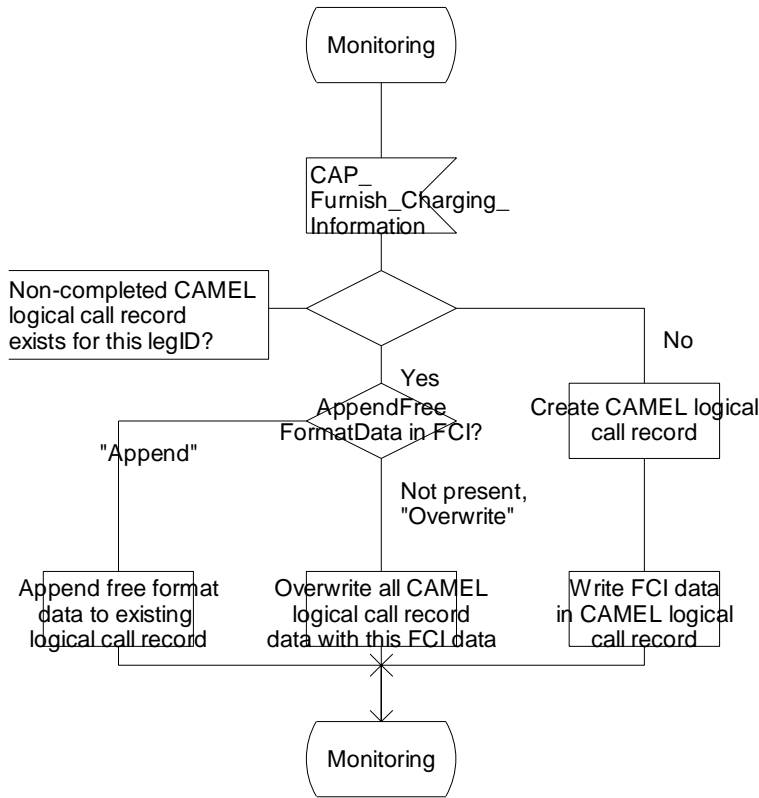 Monitoring
CAP_
Furnish_Charging_
Information
Non-completed CAMEL
logical call record
exists for this legID?
No
Yes
AppendFree
FormatData in FCI?
Create CAMEL logical
call record
"Append"
Not present,
"Overwrite"
Append free format
data to existing
logical call record
Overwrite all CAMEL
logical call record
data with this FCI data
Write FCI data
in CAMEL logical
call record
Monitoring